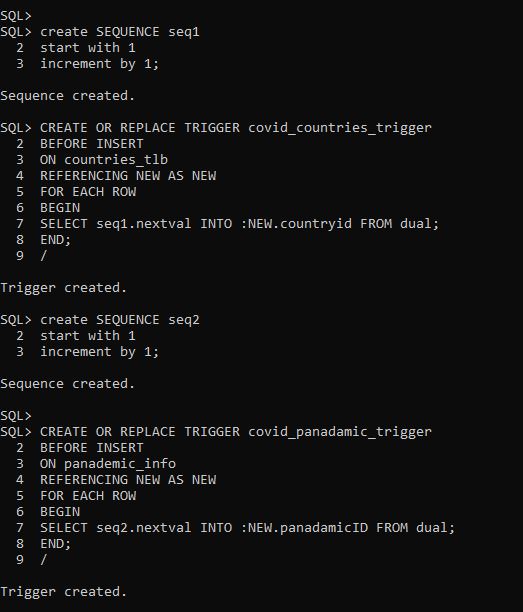 SQL>
SQL> create SEQUENCE seq1
  2  start with 1
  3  increment by 1;
Sequence created.
SQL> CREATE OR REPLACE TRIGGER covid_countries_trigger
  2  BEFORE INSERT
  3  ON countries_tlb
  4  REFERENCING NEW AS NEW
  5  FOR EACH ROW
  6  BEGIN
  7  SELECT seq1.nextval INTO :NEW.countryid FROM dual;
  8  END;
  9  /
Trigger created.
SQL> create SEQUENCE seq2
  2  start with 1
  3  increment by 1;
Sequence created.
SQL>
SQL> CREATE OR REPLACE TRIGGER covid_panadamic_trigger
  2  BEFORE INSERT
  3  ON panademic_info
  4  REFERENCING NEW AS NEW
  5  FOR EACH ROW
  6  BEGIN
  7  SELECT seq2.nextval INTO :NEW.panadamicID FROM dual;
  8  END;
  9  /
Trigger created.